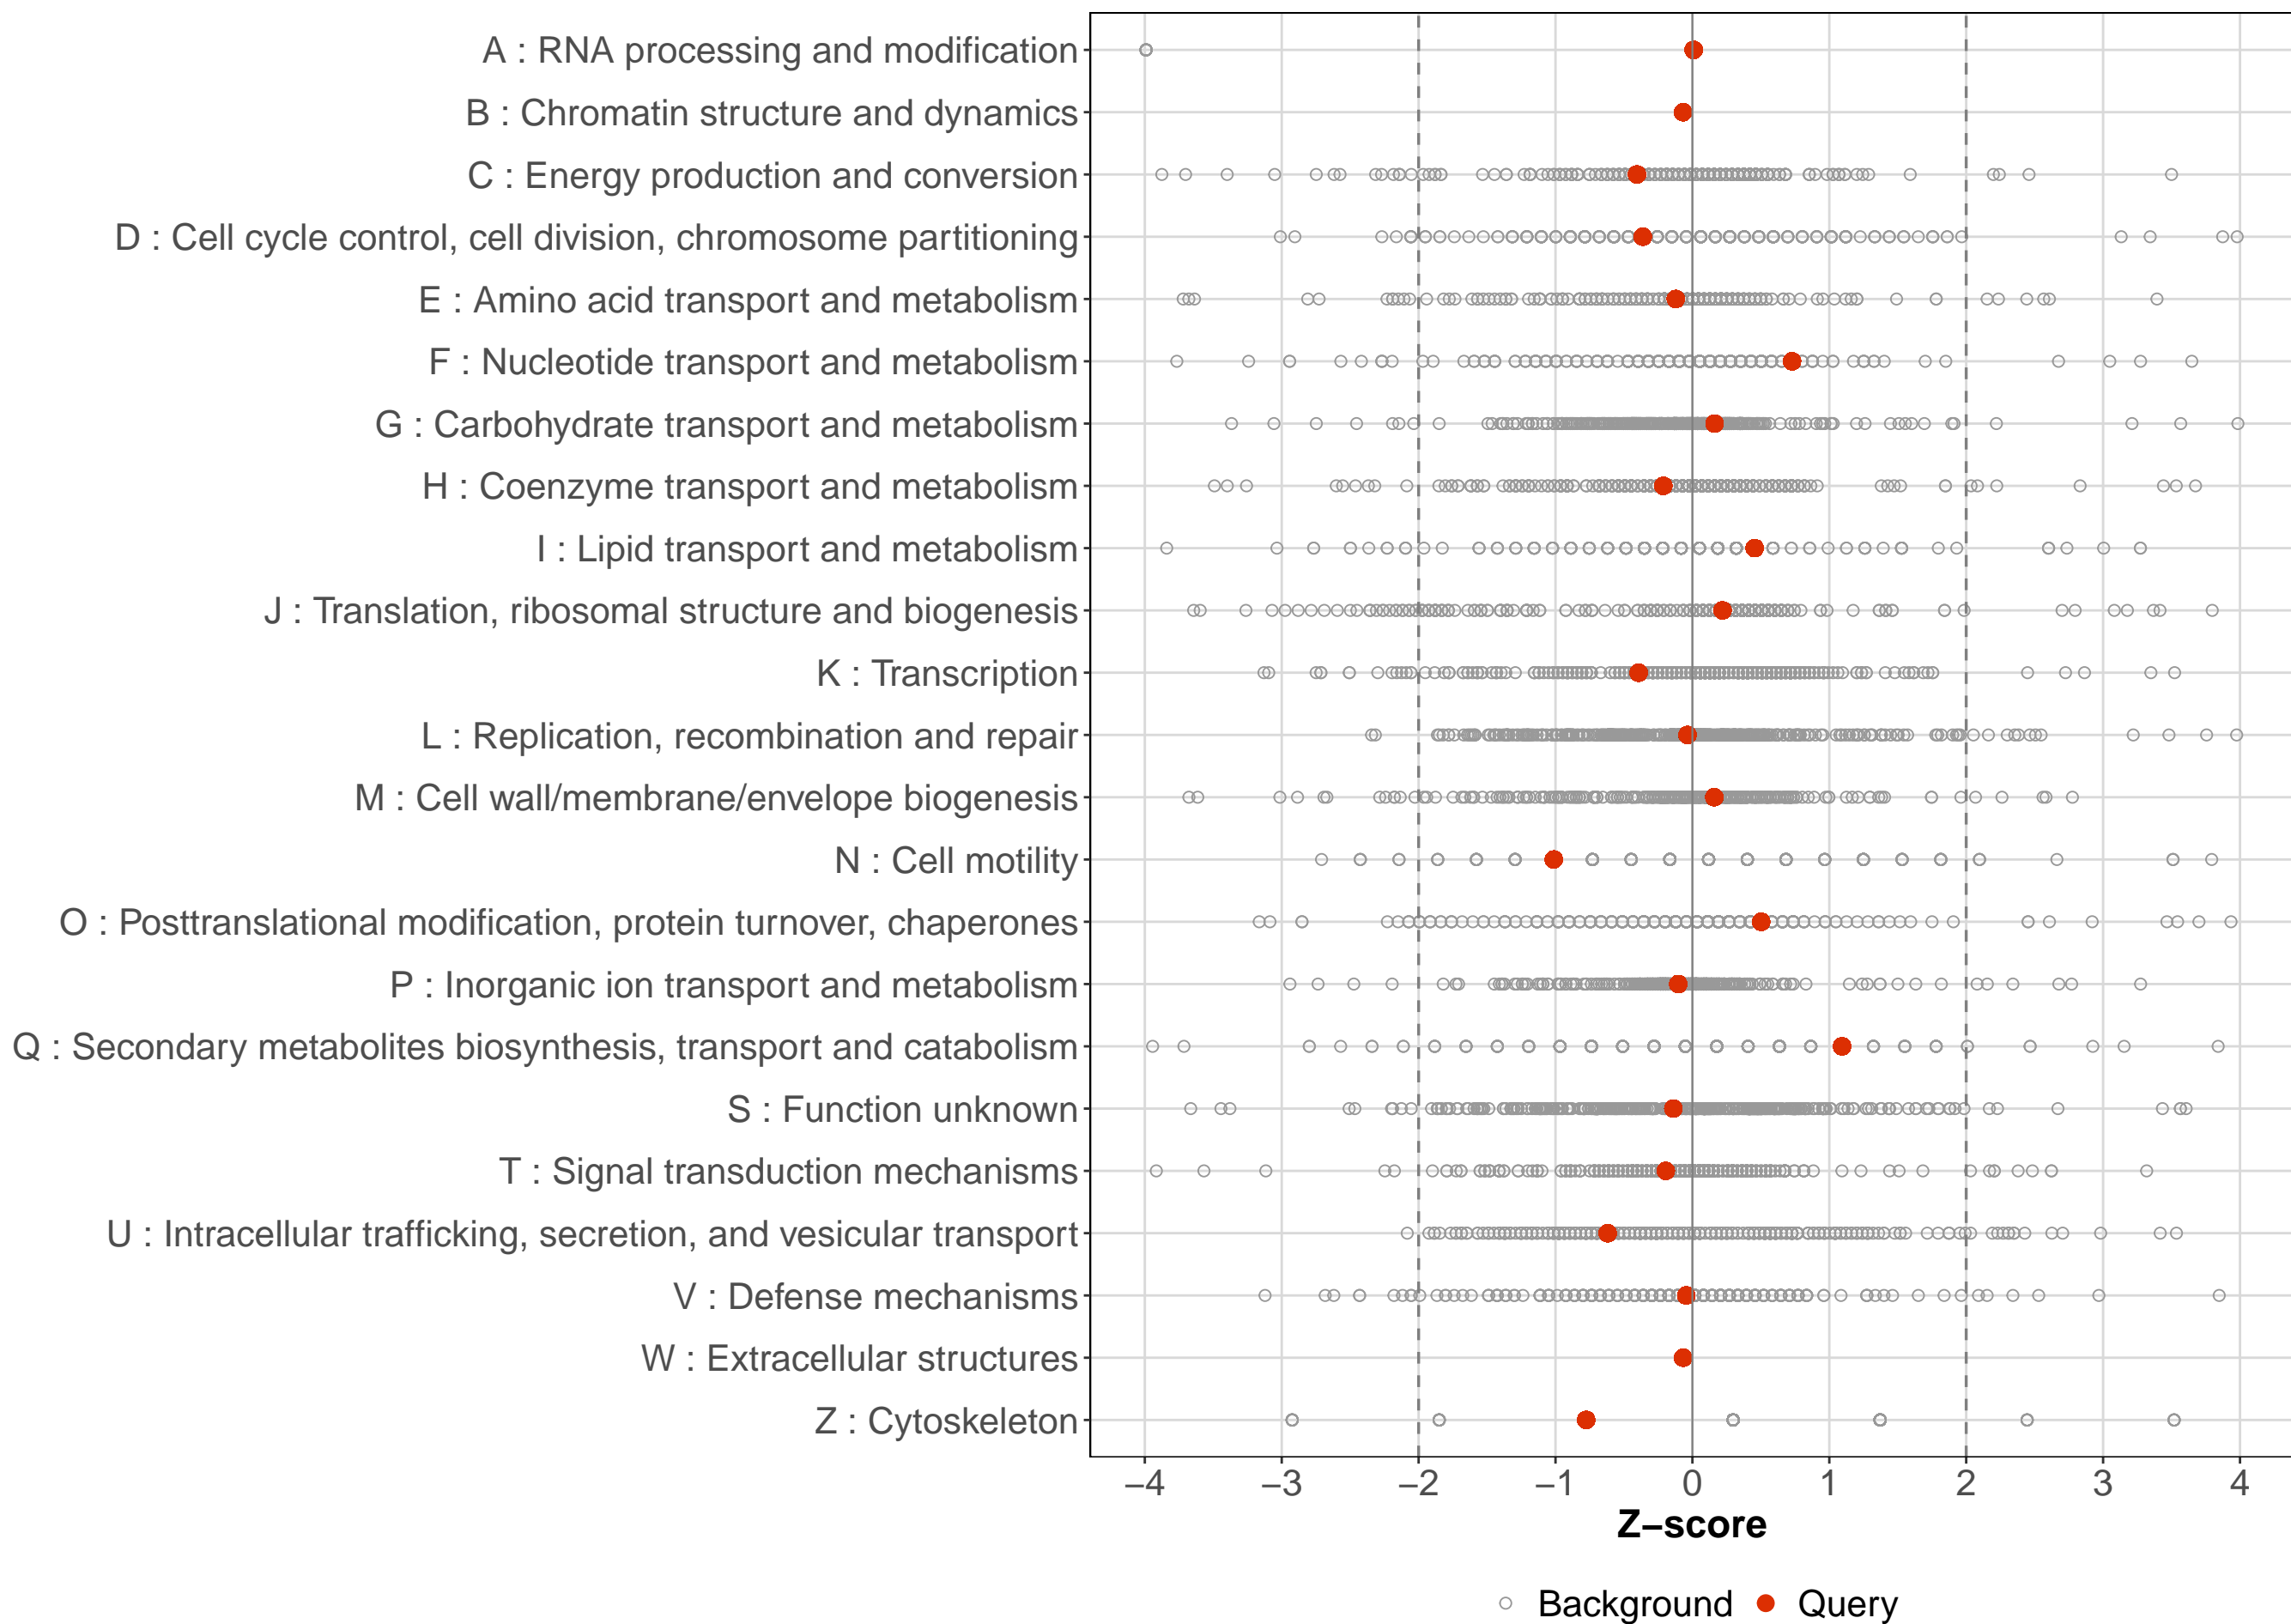 A : RNA processing and modification
B : Chromatin structure and dynamics
C : Energy production and conversion
D : Cell cycle control, cell division, chromosome partitioning
E : Amino acid transport and metabolism
F : Nucleotide transport and metabolism
G : Carbohydrate transport and metabolism
H : Coenzyme transport and metabolism
I : Lipid transport and metabolism
J : Translation, ribosomal structure and biogenesis
K : Transcription
L : Replication, recombination and repair
M : Cell wall/membrane/envelope biogenesis
N : Cell motility
O : Posttranslational modification, protein turnover, chaperones
P : Inorganic ion transport and metabolism
Q : Secondary metabolites biosynthesis, transport and catabolism
S : Function unknown
T : Signal transduction mechanisms
U : Intracellular trafficking, secretion, and vesicular transport
V : Defense mechanisms
W : Extracellular structures
Z : Cytoskeleton
−4 −3 −2 −1 0 1 2 3 4
Z−score
Background Query